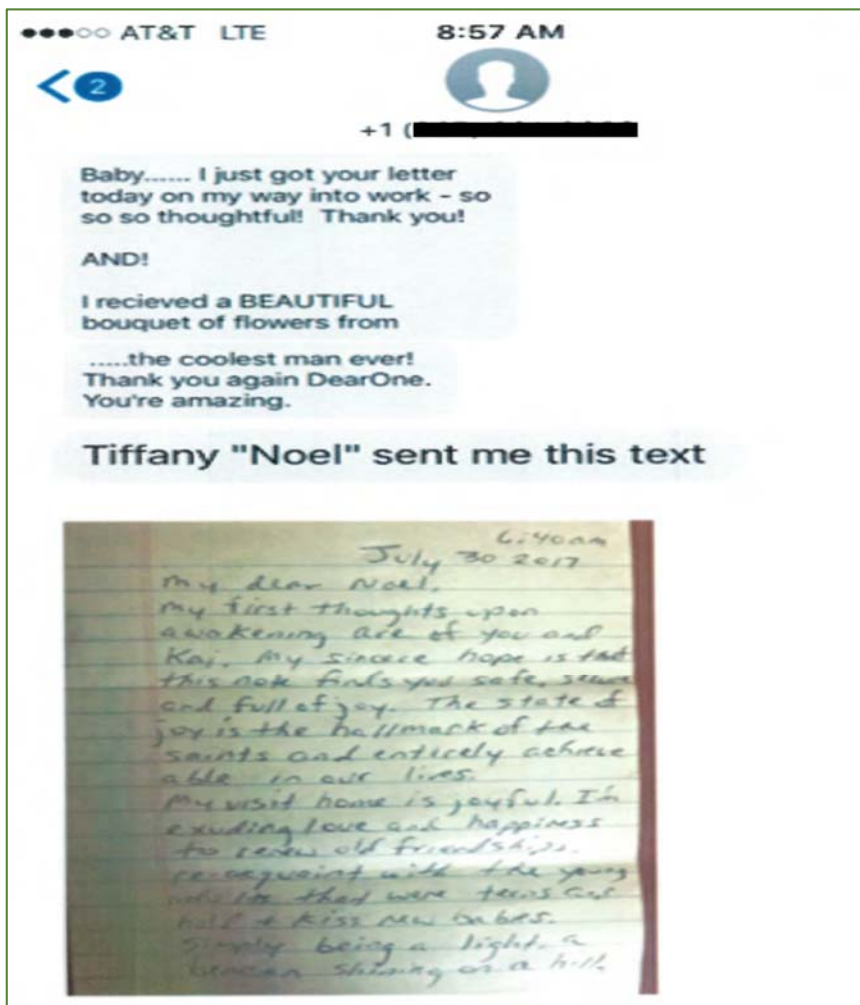 AT&T LTE 8:57 AM
2
+1 (
Baby...... I just got your letter
today on my way into work - so
so so thoughtful! Thank you!
AND!
I recieved a BEAUTIFUL
bouquet of flowers from
.....the coolest man ever!
Thank you again DearOne.
You're amazing.
Tiffany "Noel" sent me this text
6:40am
July 30 2017
My dear Noel,
My first thoughts upon
awakening are of you and
Kai. My sincere hope is that
this note finds you safe, secure
and full of joy. The state of
joy is the hallmark of the
saints and entirely achieve
able in our lives.
My visit home is joyful. I'm
exuding love and happiness
to renew old friendships,
reacquaint with the young
that were teens and
hold & kiss new babies.
Simply being a light, a
beacon shining on a hill.